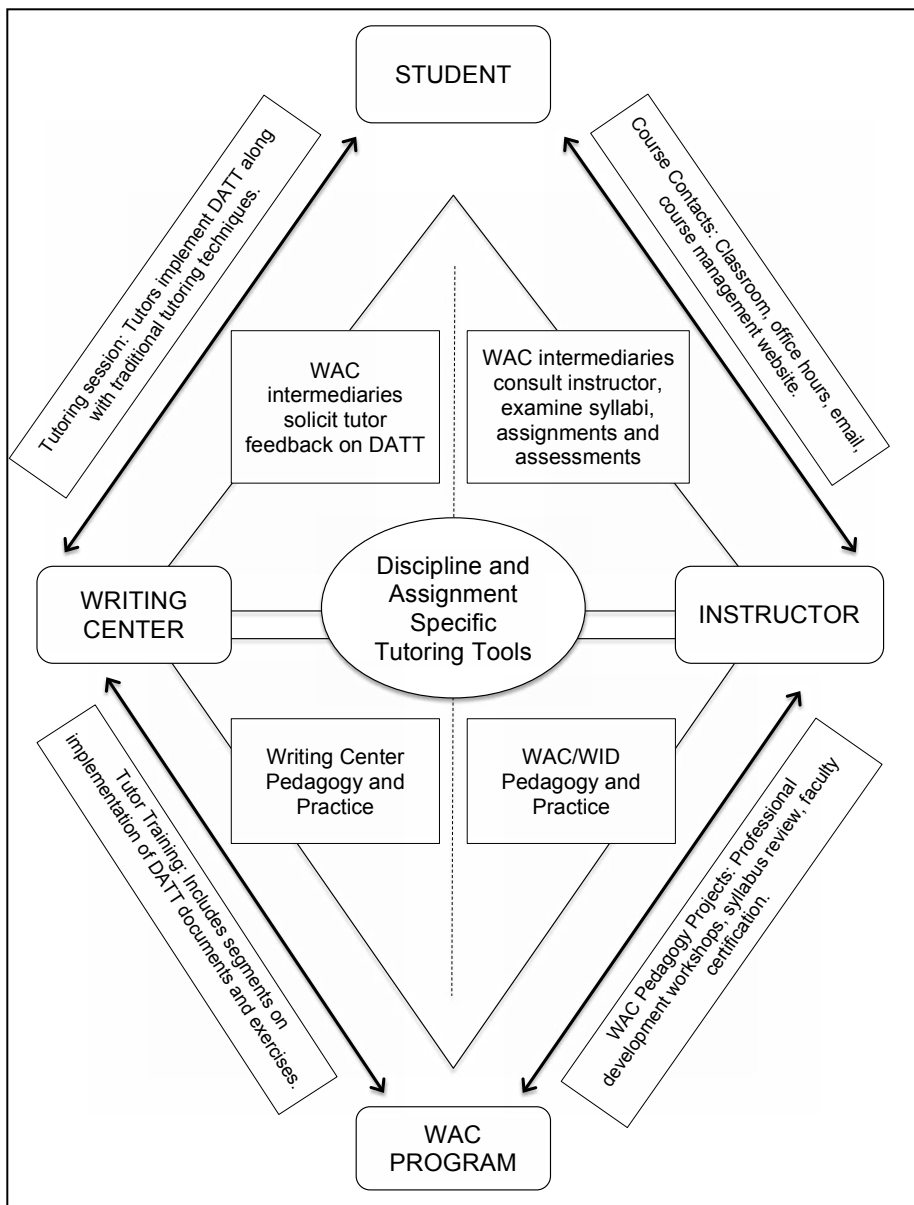 STUDENT
Tutoring session: Tutors implement DATT along
with traditional tutoring techniques.
Course Contacts: Classroom, office hours, email,
course management website.
WAC
intermediaries
solicit tutor
feedback on DATT
WAC intermediaries
consult instructor,
examine syllabi,
assignments and
assessments
WRITING
CENTER
Discipline and
Assignment
Specific
Tutoring Tools
INSTRUCTOR
Writing Center
Pedagogy and
Practice
WAC/WID
Pedagogy and
Practice
Tutor Training: Includes segments on
implementation of DATT documents and exercises.
WAC Pedagogy Projects: Professional
development workshops, syllabus review, faculty
certification.
WAC
PROGRAM